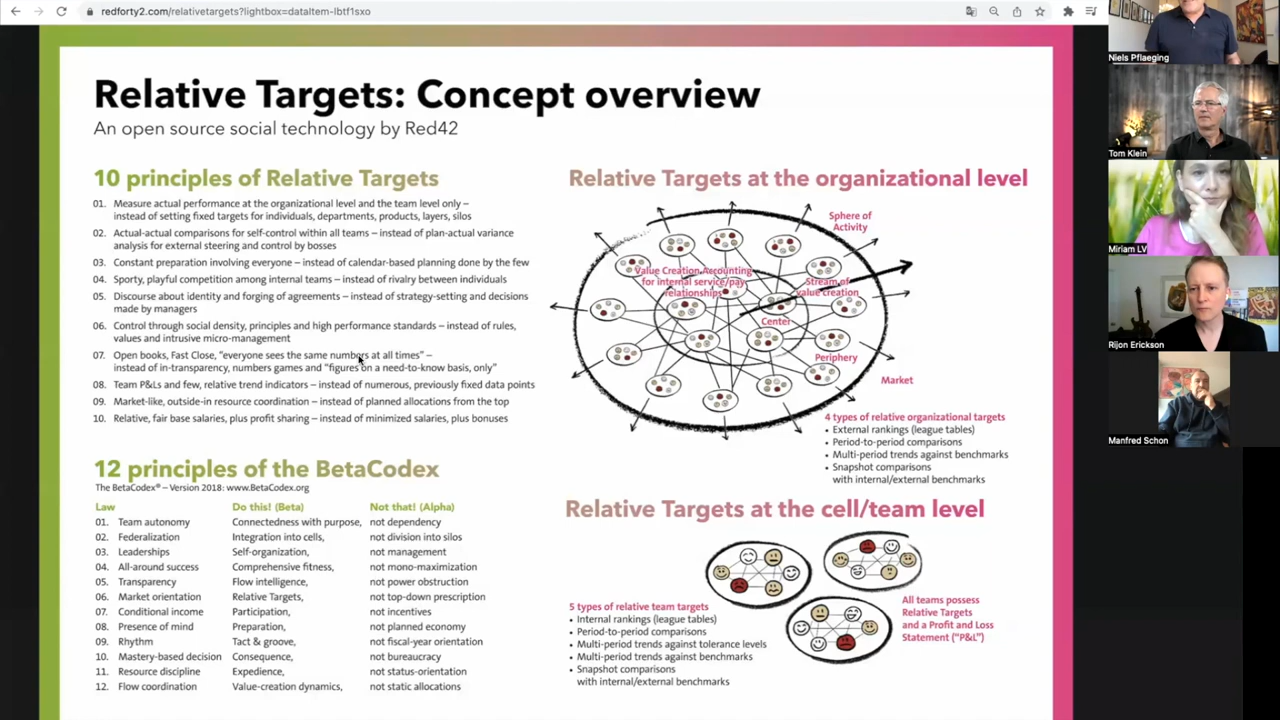 redforty2.com/relativetargets?lightbox=dataItem-lbtf1sxo
Relative Targets: Concept overview
An open source social technology by Red42
10 principles of Relative Targets
01. Measure actual performance at the organizational level and the team level only –
instead of setting fixed targets for individuals, departments, products, layers, silos
02. Actual-actual comparisons for self-control within all teams – instead of plan-actual variance
analysis for external steering and control by bosses
03. Constant preparation involving everyone – instead of calendar-based planning done by the few
04. Sporty, playful competition among internal teams – instead of rivalry between individuals
05. Discourse about identity and forging of agreements – instead of strategy-setting and decisions
made by managers
06. Control through social density, principles and high performance standards – instead of rules,
values and intrusive micro-management
07. Open books, Fast Close, “everyone sees the same numbers at all times” –
instead of in-transparency, numbers games and “figures on a need-to-know basis, only”
08. Team P&Ls and few, relative trend indicators – instead of numerous, previously fixed data points
09. Market-like, outside-in resource coordination – instead of planned allocations from the top
10. Relative, fair base salaries, plus profit sharing – instead of minimized salaries, plus bonuses
12 principles of the BetaCodex
The BetaCodex® – Version 2018: www.BetaCodex.org
Law Do this! (Beta) Not that! (Alpha)
01. Team autonomy Connectedness with purpose, not dependency
02. Federalization Integration into cells, not division into silos
03. Leaderships Self-organization, not management
04. All-around success Comprehensive fitness, not mono-maximization
05. Transparency Flow intelligence, not power obstruction
06. Market orientation Relative Targets, not top-down prescription
07. Conditional income Participation, not incentives
08. Presence of mind Preparation, not planned economy
09. Rhythm Tact & groove, not fiscal-year orientation
10. Mastery-based decision Consequence, not bureaucracy
11. Resource discipline Expedience, not status-orientation
12. Flow coordination Value-creation dynamics, not static allocations
Relative Targets at the organizational level
Sphere of
Activity
Value Creation Accounting
for internal service/pay
relationships
Stream of
value creation
Center
Periphery
Market
4 types of relative organizational targets
• External rankings (league tables)
• Period-to-period comparisons
• Multi-period trends against benchmarks
• Snapshot comparisons
with internal/external benchmarks
Relative Targets at the cell/team level
5 types of relative team targets
• Internal rankings (league tables)
• Period-to-period comparisons
• Multi-period trends against tolerance levels
• Multi-period trends against benchmarks
• Snapshot comparisons
with internal/external benchmarks
All teams possess
Relative Targets
and a Profit and Loss
Statement (“P&L”)
Niels Pflaeging
Tom Klein
Miriam LV
Rijon Erickson
Manfred Schon